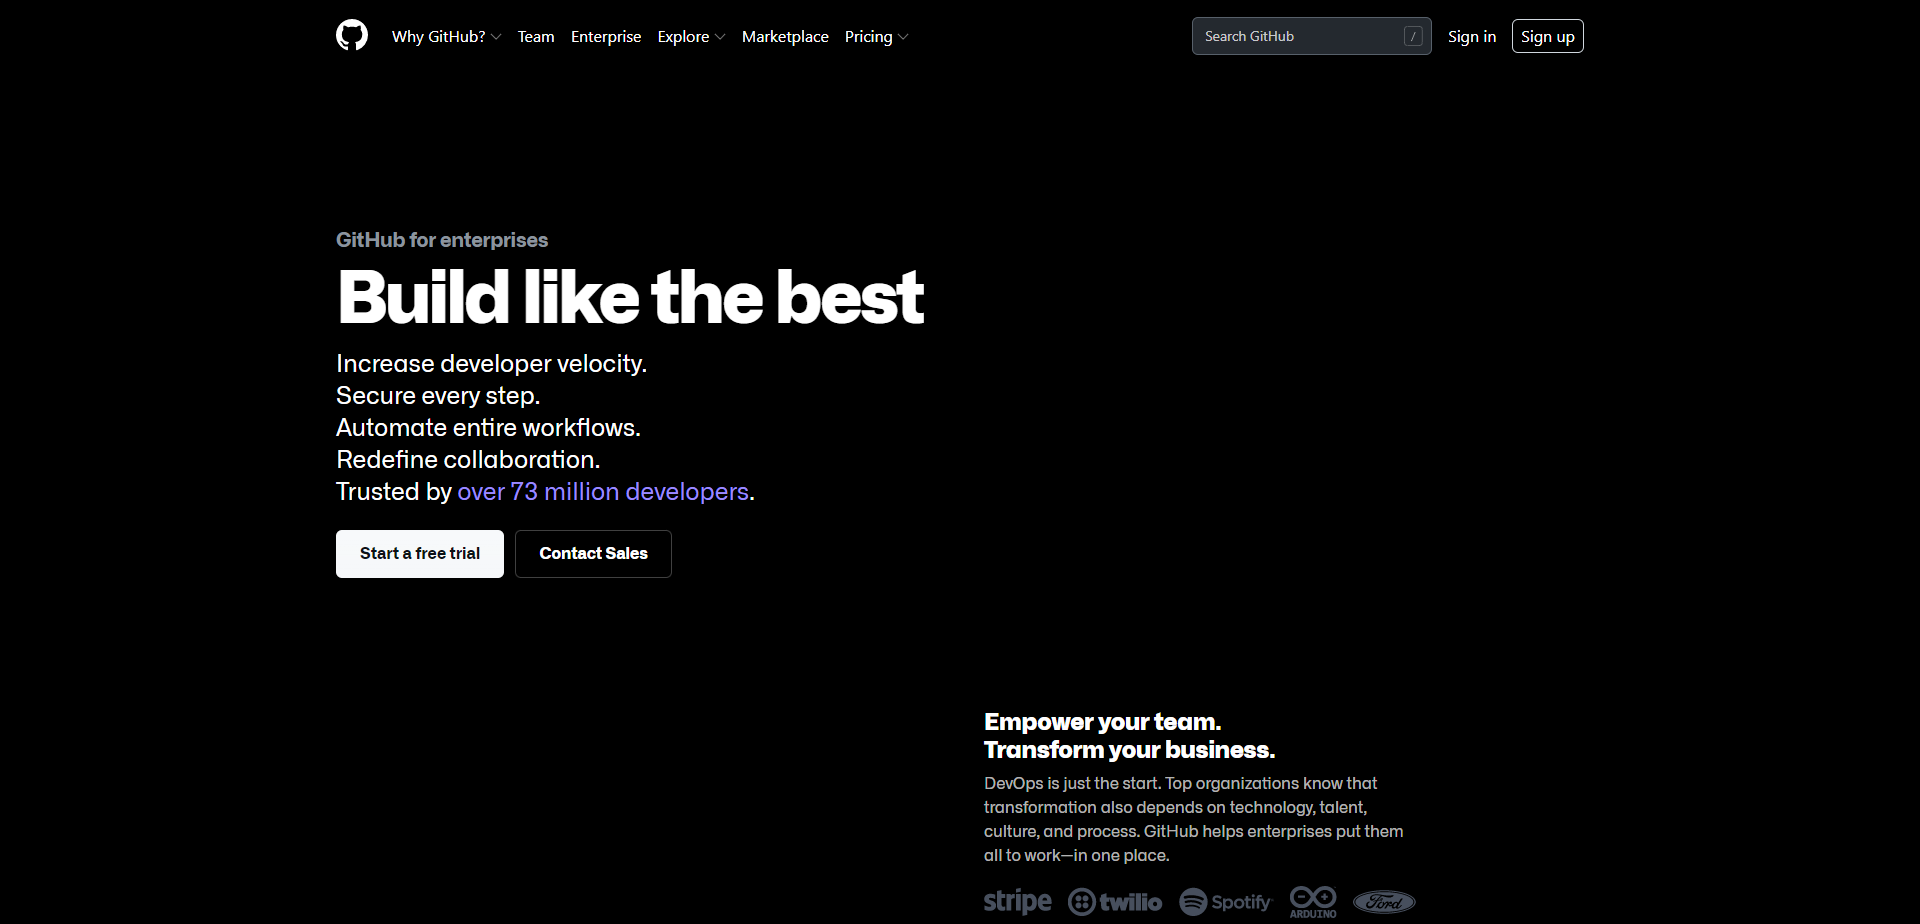 Why GitHub? Team Enterprise Explore Marketplace Pricing Search GitHub / Sign in Sign up
GitHub for enterprises
Build like the best
Increase developer velocity.
Secure every step.
Automate entire workflows.
Redefine collaboration.
Trusted by over 73 million developers.
Start a free trial Contact Sales
Empower your team.
Transform your business.
DevOps is just the start. Top organizations know that
transformation also depends on technology, talent,
culture, and process. GitHub helps enterprises put them
all to work—in one place.
stripe twilio Spotify ARDUINO Ford